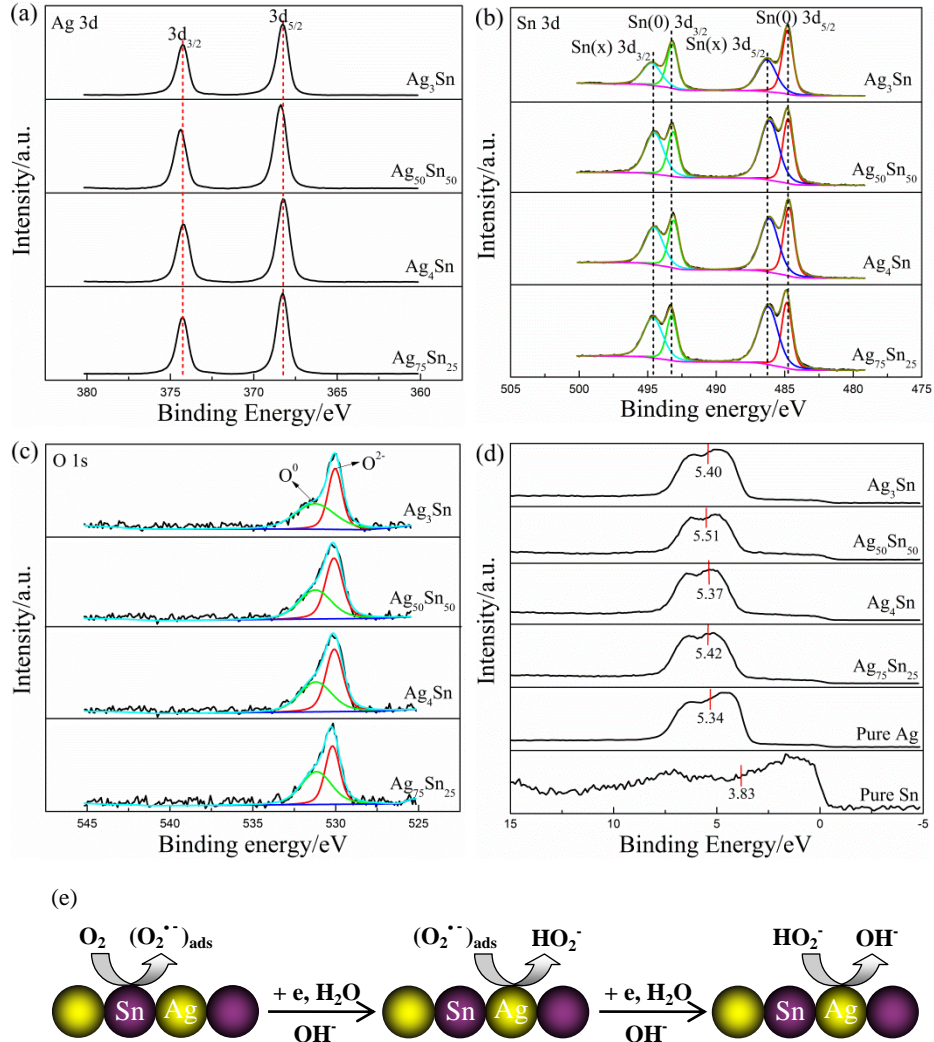 (a)
Ag 3d
3d3/2
3d5/2
Ag3Sn
Ag50Sn50
Ag4Sn
Ag75Sn25
Intensity/a.u.
380 375 370 365 360
Binding Energy/eV
(b)
Sn 3d
Sn(0) 3d3/2
Sn(0) 3d5/2
Sn(x) 3d3/2
Sn(x) 3d5/2
Ag3Sn
Ag50Sn50
Ag4Sn
Ag75Sn25
Intensity/a.u.
505 500 495 490 485 480 475
Binding Energy/eV
(c)
O 1s
O0
O2-
Ag3Sn
Ag50Sn50
Ag4Sn
Ag75Sn25
Intensity/a.u.
545 540 535 530 525
Binding energy/eV
(d)
5.40
Ag3Sn
5.51
Ag50Sn50
5.37
Ag4Sn
5.42
Ag75Sn25
5.34
Pure Ag
3.83
Pure Sn
Intensity/a.u.
15 10 5 0 -5
Binding Energy/eV
(e)
O2 (O2•-)ads (O2•-)ads HO2- HO2- OH-
Sn Ag + e, H2O Sn Ag + e, H2O Sn Ag
OH- OH-